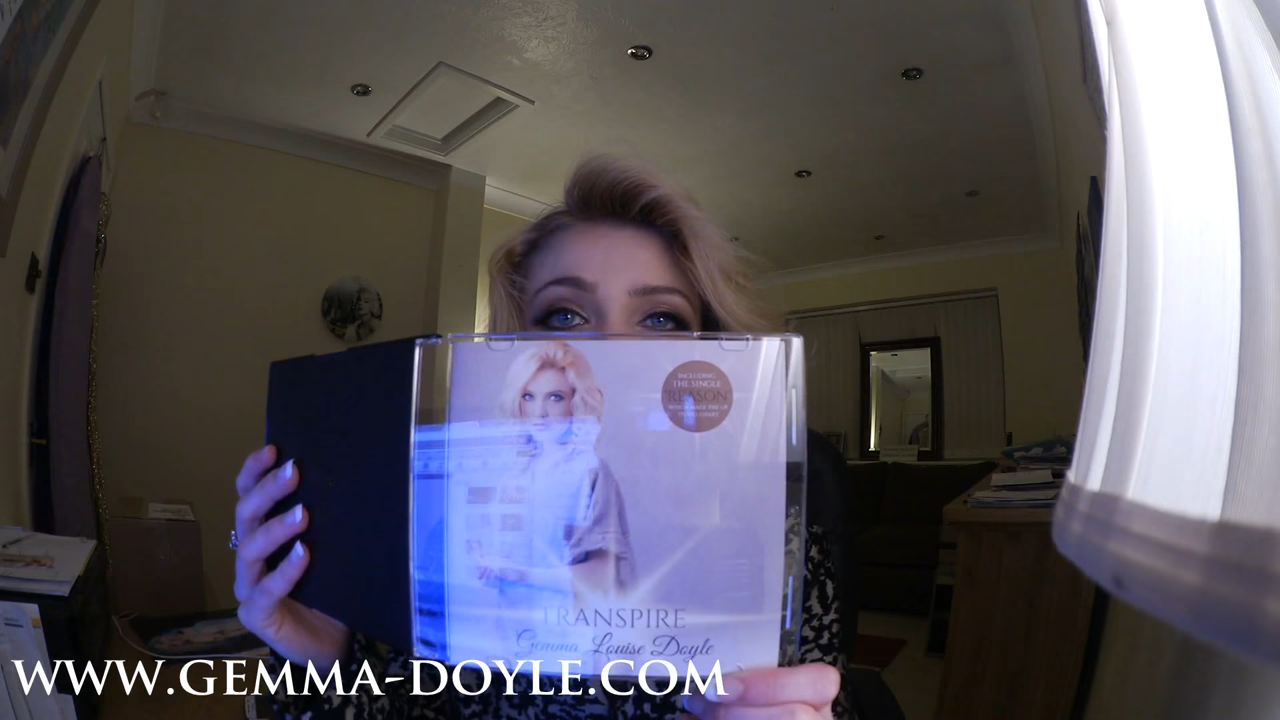 INCLUDING
THE SINGLE
REASON
TRANSPIRE
Gemma Louise Doyle
WWW.GEMMA-DOYLE.COM